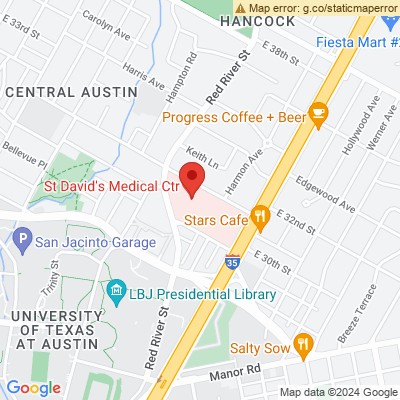 Map error: g.co/staticmaperror
HANCOCK
E 33rd St
Carolyn Ave
E 38th St
Fiesta Mart #2
Harris Ave
Hampton Rd
Red River St
CENTRAL AUSTIN
Progress Coffee + Beer
Hollywood Ave
Werner Ave
Bellevue Pl
Keith Ln
Harmon Ave
Edgewood Ave
St David's Medical Ctr
Stars Cafe
E 32nd St
San Jacinto Garage
E 30th St
35
Trinity St
LBJ Presidential Library
UNIVERSITY
OF TEXAS
AT AUSTIN
Red River St
Breeze Terrace
Salty Sow
Manor Rd
Google
Map data ©2024 Google